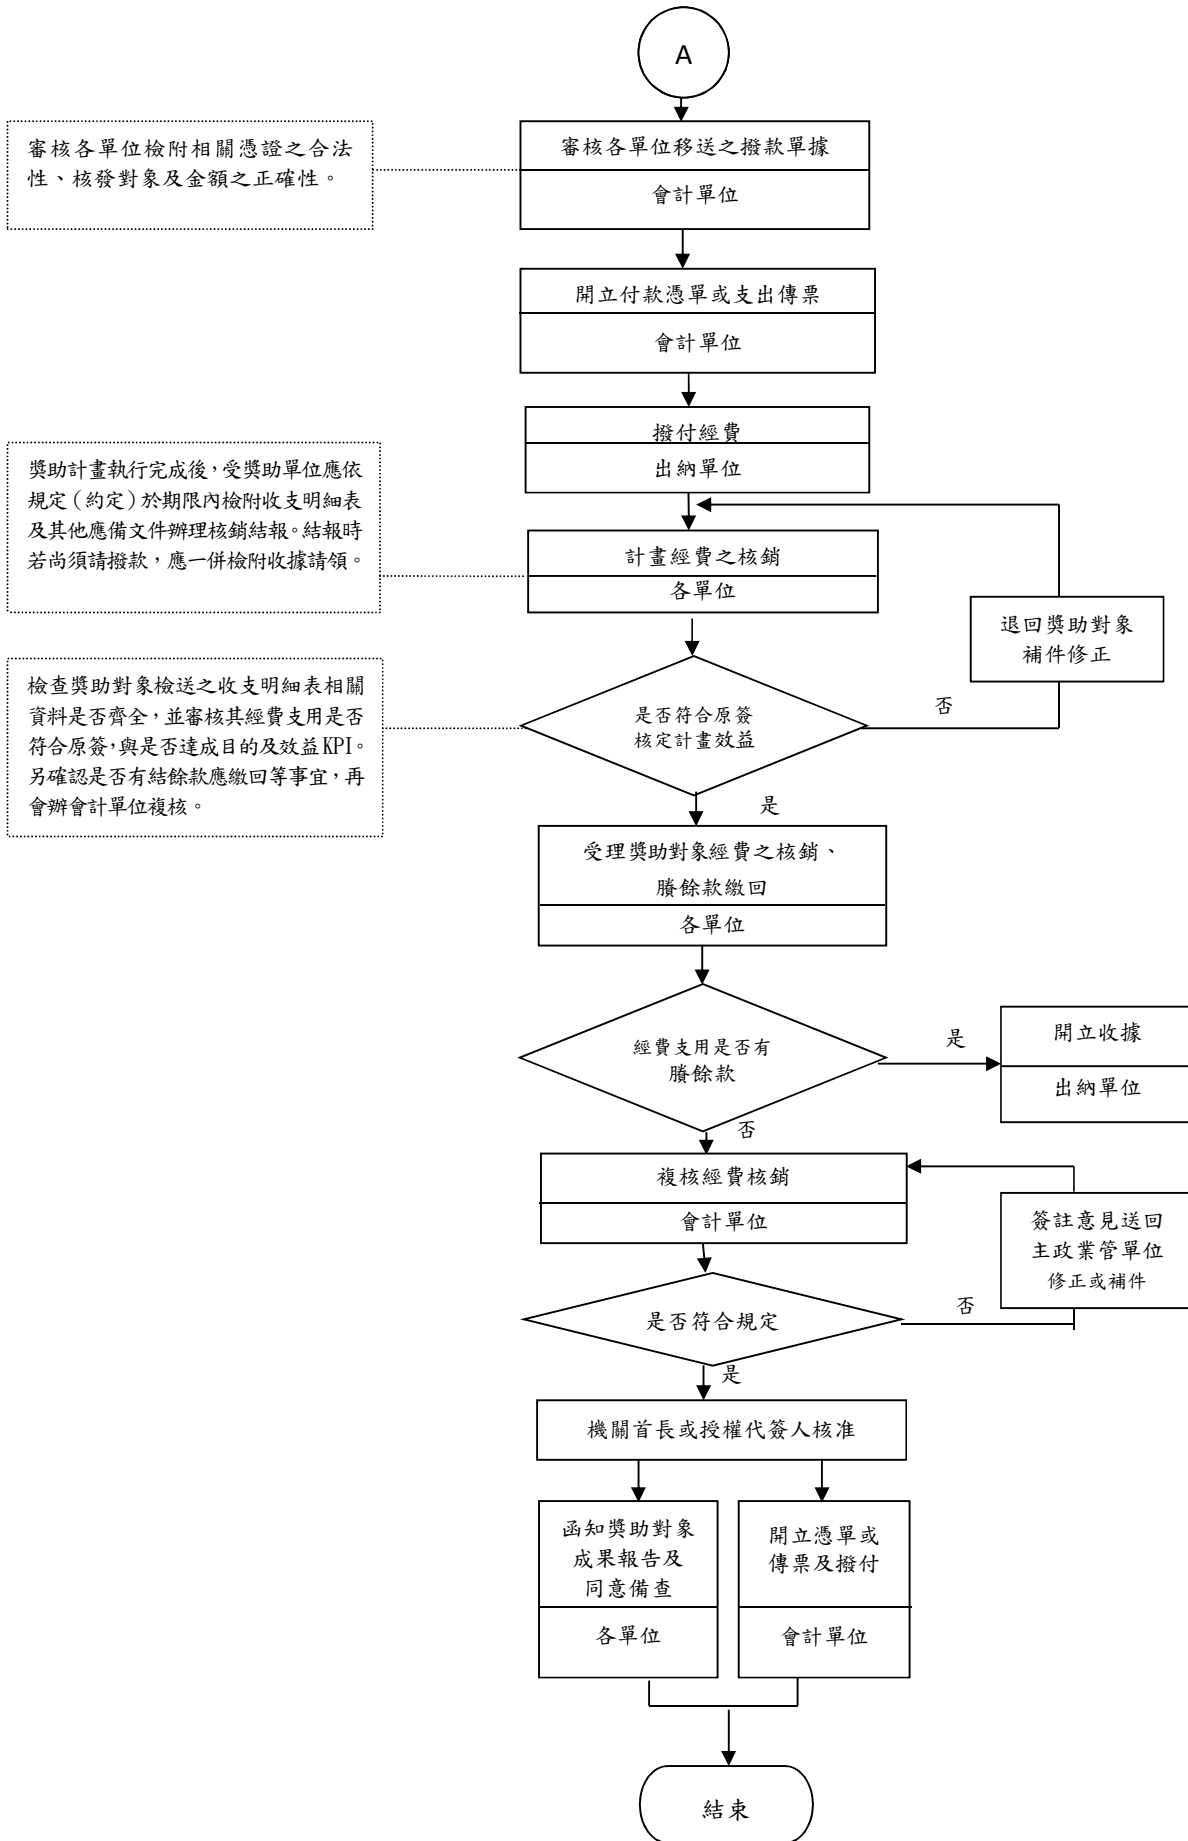 A
審核各單位檢附相關憑證之合法
性、核發對象及金額之正確性。
審核各單位移送之撥款單據
會計單位
開立付款憑單或支出傳票
會計單位
撥付經費
出納單位
獎助計畫執行完成後，受獎助單位應依
規定（約定）於期限內檢附收支明細表
及其他應備文件辦理核銷結報。結報時
若尚須請撥款，應一併檢附收據請領。
計畫經費之核銷
各單位
退回獎助對象
補件修正
檢查獎助對象檢送之收支明細表相關
資料是否齊全，並審核其經費支用是否
符合原簽，與是否達成目的及效益KPI。
另確認是否有結餘款應繳回等事宜，再
會辦會計單位複核。
是否符合原簽
核定計畫效益
否
是
受理獎助對象經費之核銷、
賸餘款繳回
各單位
經費支用是否有
賸餘款
是
開立收據
出納單位
否
複核經費核銷
會計單位
簽註意見送回
主政業管單位
修正或補件
是否符合規定
否
是
機關首長或授權代簽人核准
函知獎助對象
成果報告及
同意備查
各單位
開立憑單或
傳票及撥付
會計單位
結束